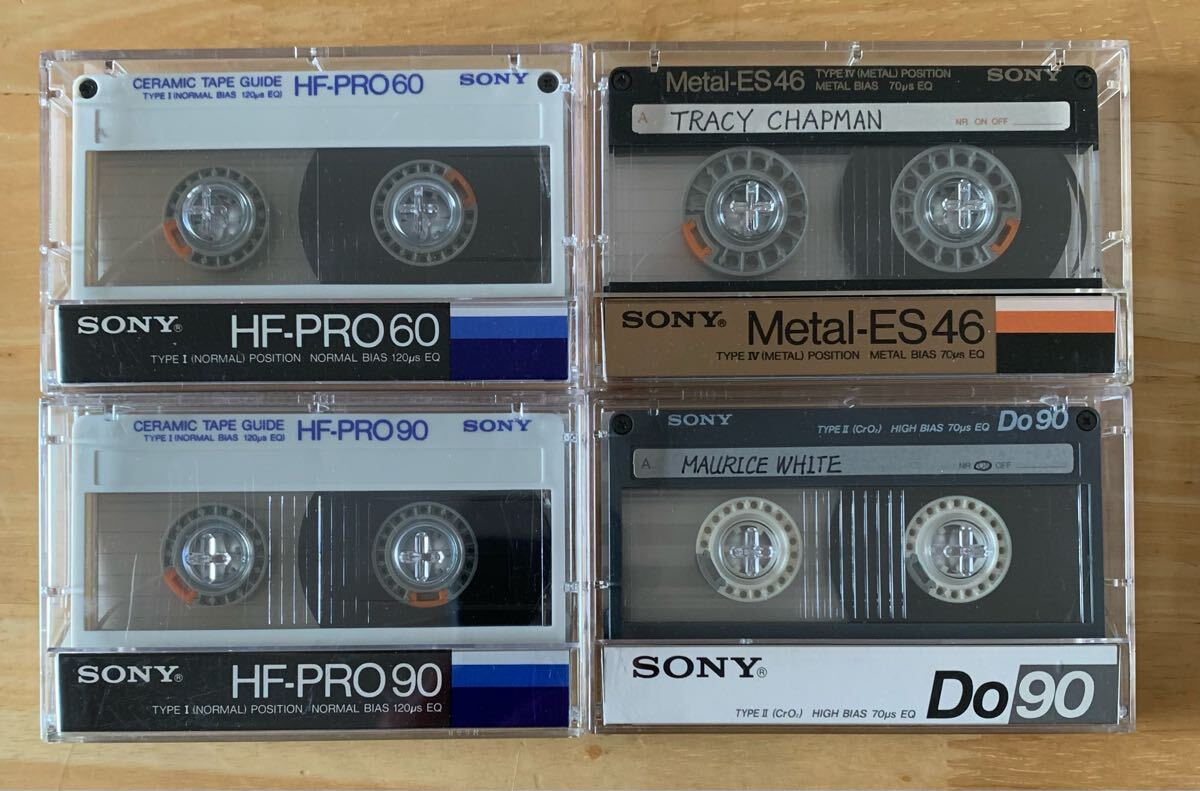 CERAMIC TAPE GUIDE HF-PRO60 SONY
TYPE I (NORMAL BIAS 120µs EQ)
SONY® HF-PRO60
TYPE I (NORMAL) POSITION NORMAL BIAS 120µs EQ
Metal-ES46 TYPE IV (METAL) POSITION SONY
METAL BIAS 70µs EQ
A. TRACY CHAPMAN NR ON OFF
SONY® Metal-ES46
TYPE IV (METAL) POSITION METAL BIAS 70µs EQ
CERAMIC TAPE GUIDE HF-PRO90 SONY
TYPE I (NORMAL BIAS 120µs EQ)
SONY® HF-PRO90
TYPE I (NORMAL) POSITION NORMAL BIAS 120µs EQ
SONY TYPE II (CrO₂) HIGH BIAS 70µs EQ Do90
A. MAURICE WHITE NR ON OFF
SONY®
TYPE II (CrO₂) HIGH BIAS 70µs EQ Do90